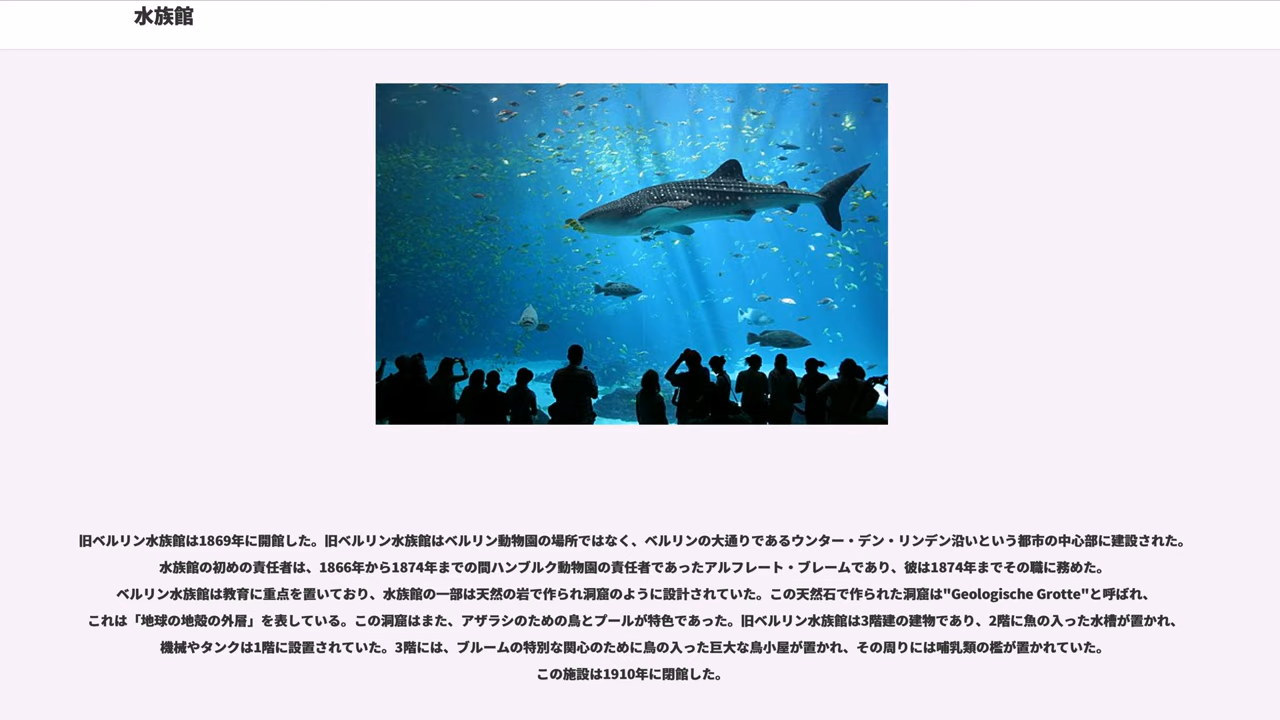 水族館
旧ベルリン水族館は1869年に開館した。旧ベルリン水族館はベルリン動物園の場所ではなく、ベルリンの大通りであるウンター・デン・リンデン沿いという都市の中心部に建設された。
水族館の初めの責任者は、1866年から1874年までの間ハンブルク動物園の責任者であったアルフレート・ブレームであり、彼は1874年までその職に務めた。
ベルリン水族館は教育に重点を置いており、水族館の一部は天然の岩で作られ洞窟のように設計されていた。この天然石で作られた洞窟は"Geologische Grotte"と呼ばれ、
これは「地球の地殻の外層」を表している。この洞窟はまた、アザラシのための島とプールが特色であった。旧ベルリン水族館は3階建の建物であり、2階に魚の入った水槽が置かれ、
機械やタンクは1階に設置されていた。3階には、ブルームの特別な関心のために鳥の入った巨大な鳥小屋が置かれ、その周りには哺乳類の檻が置かれていた。
この施設は1910年に閉館した。